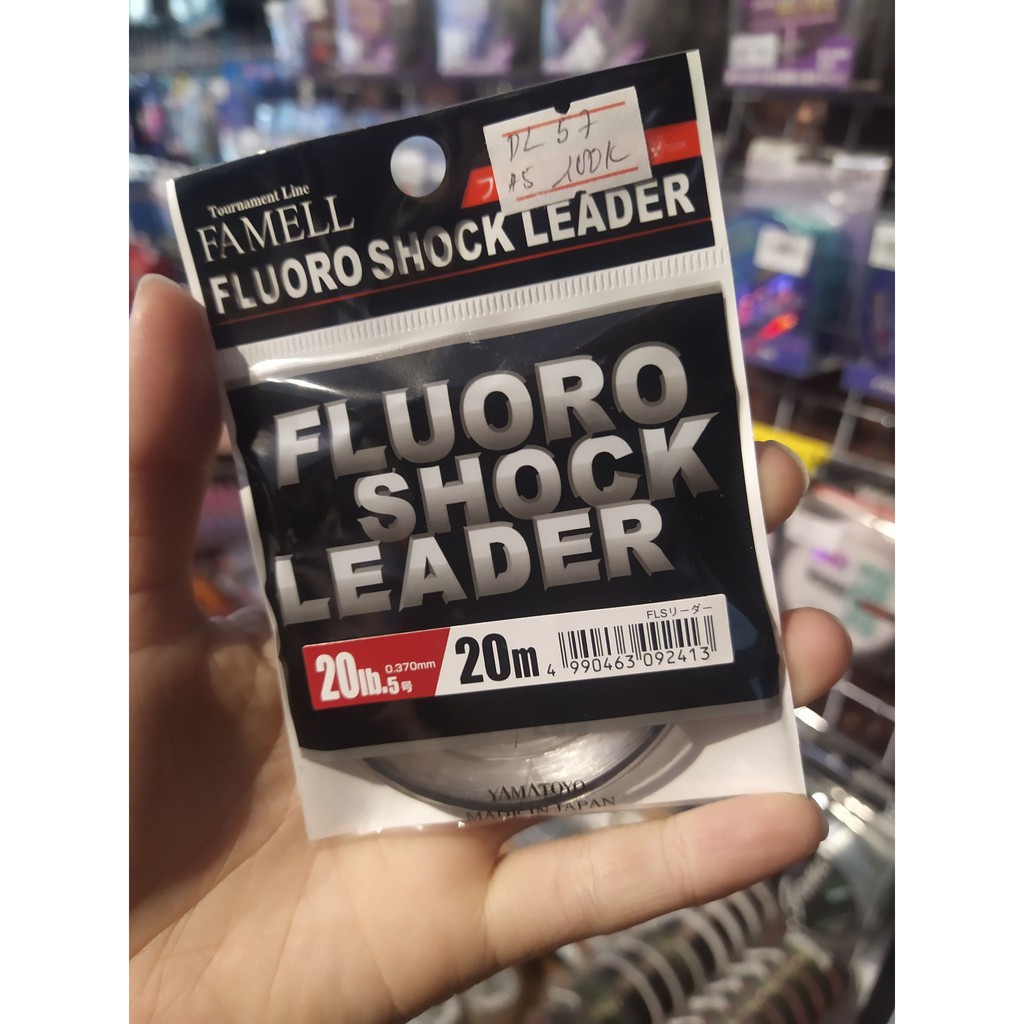 DL 57
#5 100K
Tournament Line
FAMELL
FLUORO SHOCK LEADER
FLUORO
SHOCK
LEADER
FLSリーダー
20lb.5号 0.370mm 20m
4 990463 092413
YAMATOYO
MADE IN JAPAN